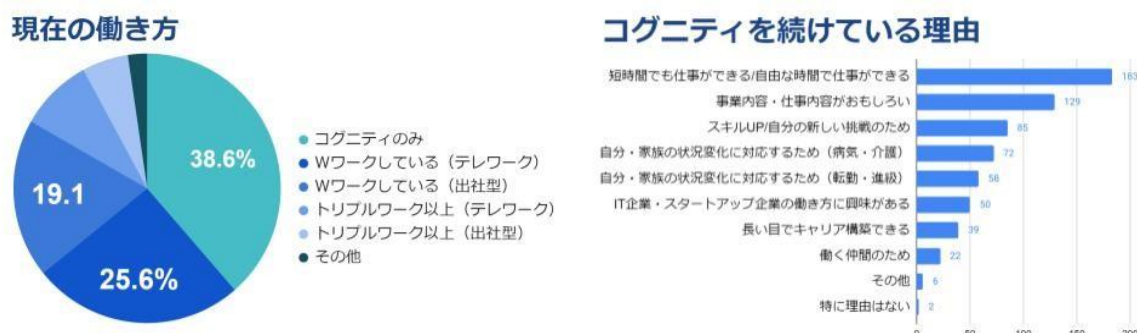 現在の働き方
38.6%
19.1
25.6%
コグニティのみ
Wワークしている（テレワーク）
Wワークしている（出社型）
トリプルワーク以上（テレワーク）
トリプルワーク以上（出社型）
その他
コグニティを続けている理由
短時間でも仕事ができる/自由な時間で仕事ができる 183
事業内容・仕事内容がおもしろい 129
スキルUP/自分の新しい挑戦のため 85
自分・家族の状況変化に対応するため（病気・介護） 72
自分・家族の状況変化に対応するため（転勤・進級） 58
IT企業・スタートアップ企業の働き方に興味がある 50
長い目でキャリア構築できる 39
働く仲間のため 22
その他 6
特に理由はない 2
0 50 100 150 200